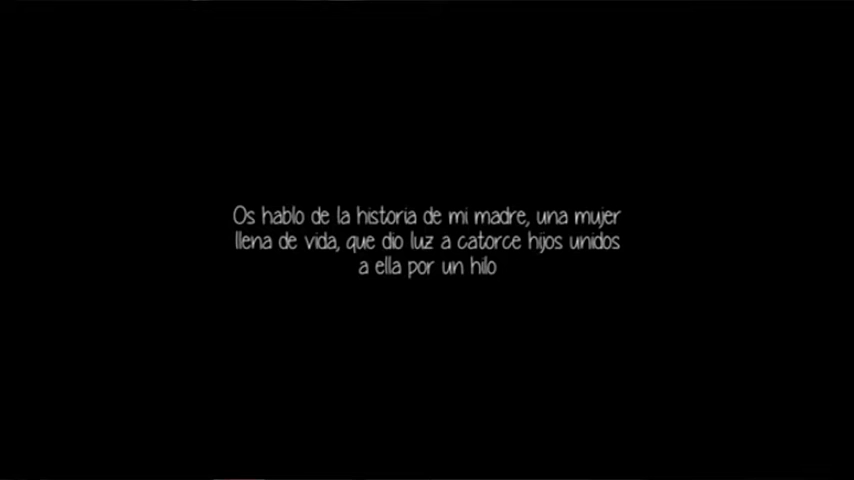 Os hablo de la historia de mi madre, una mujer
llena de vida, que dio luz a catorce hijos unidos
a ella por un hilo